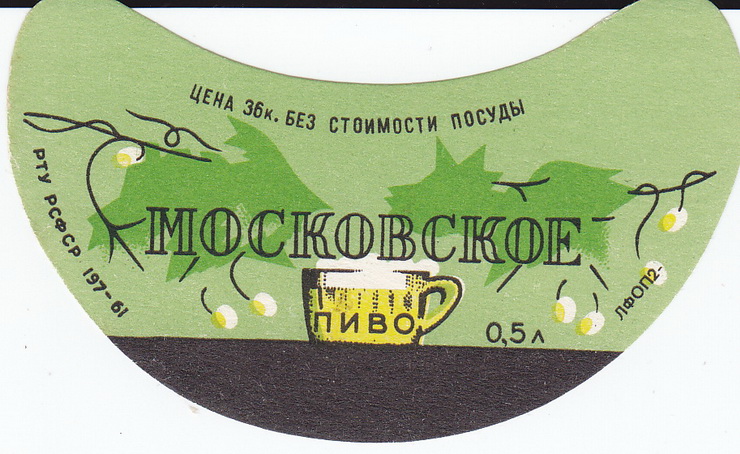 ЦЕНА 36к. БЕЗ СТОИМОСТИ ПОСУДЫ
РТУ РСФСР 197-61
МОСКОВСКОЕ
ПИВО
0,5 л
ЛФОП2-